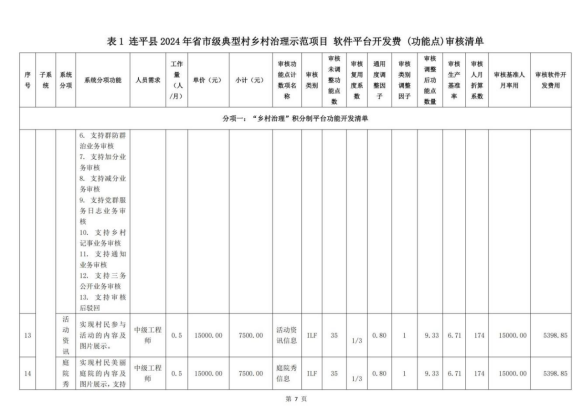 表 1 连平县 2024 年省市级典型村乡村治理示范项目 软件平台开发费 (功能点)审核清单
序号 子系统 系统分项 系统分项功能 人员需求 工作量(人/月) 单价(元) 小计(元) 审核功能点计数项名称 审核类别 审核未调整功能点数 审核复用度系数 通用度调整因子 审核类别调整因子 审核调整后功能点数量 审核生产基准率 审核人月折算系数 审核基准人月率用 审核软件开发费用
分项一：“乡村治理”积分制平台功能开发清单
6. 支持群防群
治业务审核
7. 支持加分业
务审核
8. 支持减分业
务审核
9. 支持党群服
务日志业务审
核
10. 支持乡村
记事业务审核
11. 支持通知
业务审核
12. 支持三务
公开业务审核
13. 支持审核
后驳回
13 活动资讯 实现村民参与活动的内容及图片展示。 中级工程师 0.5 15000.00 7500.00 活动资讯信息 ILF 35 1/3 0.80 1 9.33 6.71 174 15000.00 5398.85
14 庭院秀 实现村民美丽庭院的内容及图片展示，支持 中级工程师 0.5 15000.00 7500.00 庭院秀信息 ILF 35 1/3 0.80 1 9.33 6.71 174 15000.00 5398.85
第 7 页